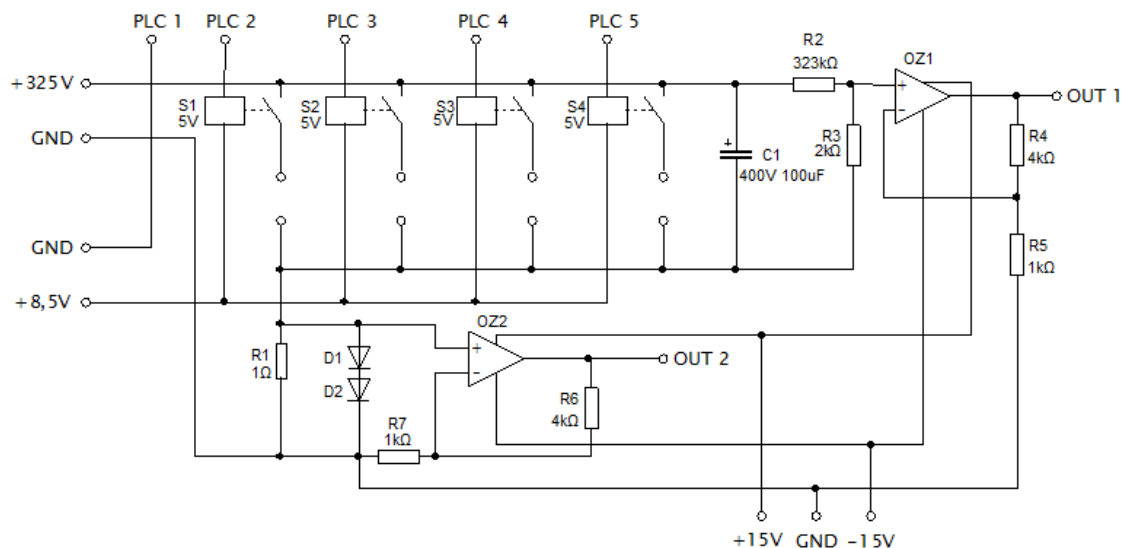 PLC 1
PLC 2
PLC 3
PLC 4
PLC 5
R2
323kΩ
OZ1
+325V
S1
5V
S2
5V
S3
5V
S4
5V
+
−
OUT 1
GND
R3
2kΩ
R4
4kΩ
+
C1
400V 100uF
GND
R5
1kΩ
+8,5V
OZ2
R1
1Ω
D1
D2
+
−
OUT 2
R6
4kΩ
R7
1kΩ
+15V
GND
-15V